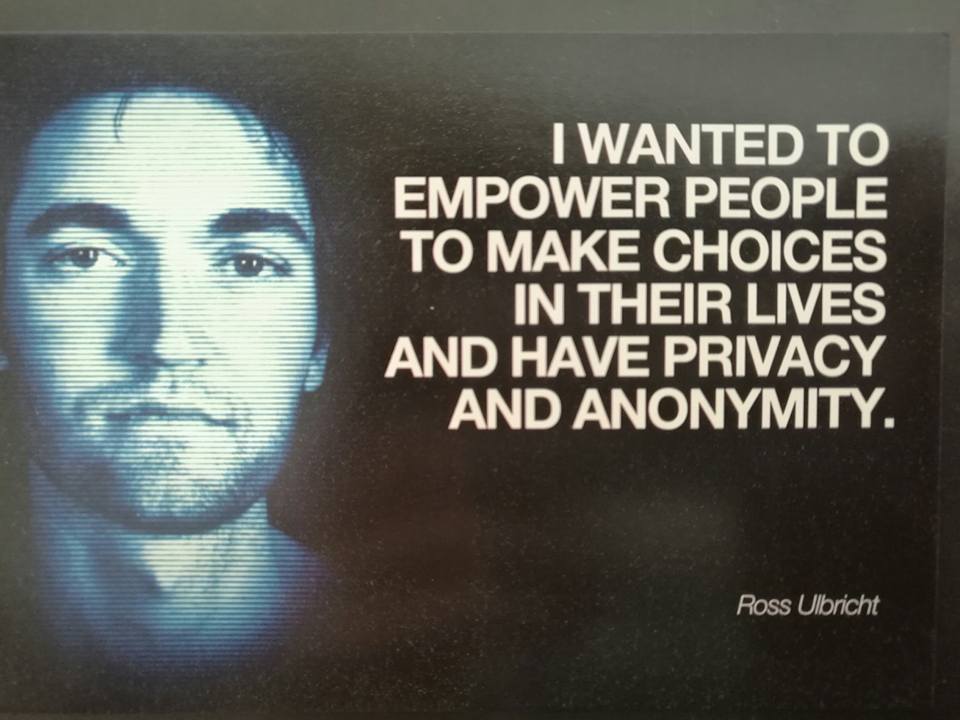 I WANTED TO
EMPOWER PEOPLE
TO MAKE CHOICES
IN THEIR LIVES
AND HAVE PRIVACY
AND ANONYMITY.
Ross Ulbricht